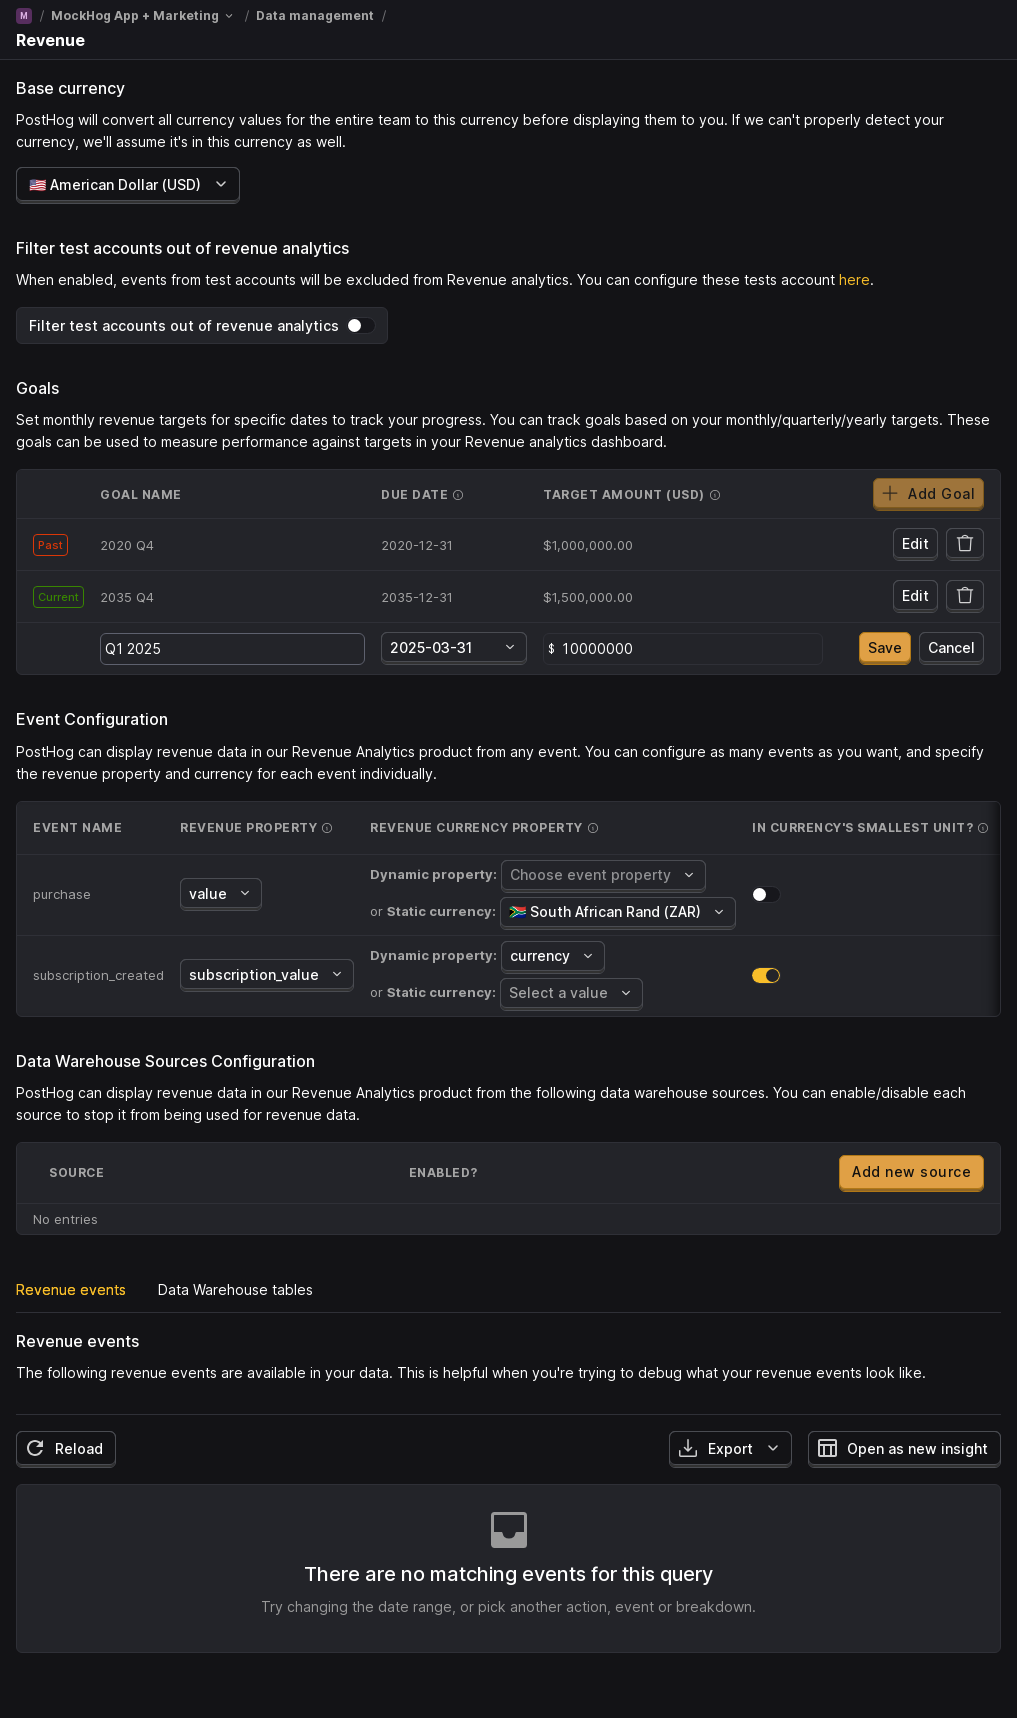 M / MockHog App + Marketing / Data management /
Revenue
Base currency
PostHog will convert all currency values for the entire team to this currency before displaying them to you. If we can't properly detect your
currency, we'll assume it's in this currency as well.
🇺🇸 American Dollar (USD)
Filter test accounts out of revenue analytics
When enabled, events from test accounts will be excluded from Revenue analytics. You can configure these tests account here.
Filter test accounts out of revenue analytics
Goals
Set monthly revenue targets for specific dates to track your progress. You can track goals based on your monthly/quarterly/yearly targets. These
goals can be used to measure performance against targets in your Revenue analytics dashboard.
GOAL NAME DUE DATE TARGET AMOUNT (USD) Add Goal
Past 2020 Q4 2020-12-31 $1,000,000.00 Edit
Current 2035 Q4 2035-12-31 $1,500,000.00 Edit
Q1 2025 2025-03-31 $ 10000000 Save Cancel
Event Configuration
PostHog can display revenue data in our Revenue Analytics product from any event. You can configure as many events as you want, and specify
the revenue property and currency for each event individually.
EVENT NAME REVENUE PROPERTY REVENUE CURRENCY PROPERTY IN CURRENCY'S SMALLEST UNIT?
purchase value Dynamic property: Choose event property
or Static currency: 🇿🇦 South African Rand (ZAR)
subscription_created subscription_value Dynamic property: currency
or Static currency: Select a value
Data Warehouse Sources Configuration
PostHog can display revenue data in our Revenue Analytics product from the following data warehouse sources. You can enable/disable each
source to stop it from being used for revenue data.
SOURCE ENABLED? Add new source
No entries
Revenue events Data Warehouse tables
Revenue events
The following revenue events are available in your data. This is helpful when you're trying to debug what your revenue events look like.
Reload Export Open as new insight
There are no matching events for this query
Try changing the date range, or pick another action, event or breakdown.